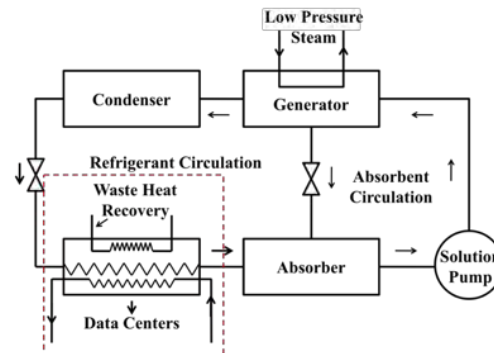 Low Pressure
Steam
Condenser
Generator
Refrigerant Circulation
Waste Heat
Recovery
Absorbent
Circulation
Absorber
Solution
Pump
Data Centers